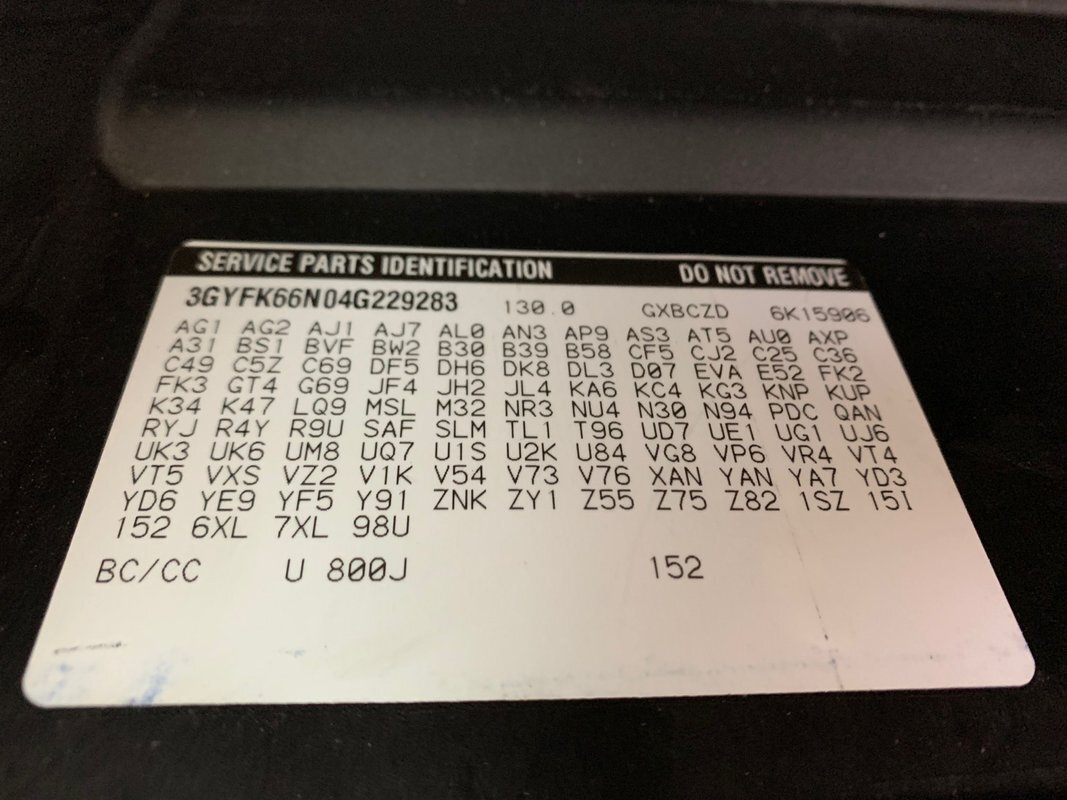 SERVICE PARTS IDENTIFICATION DO NOT REMOVE
3GYFK66N04G229283 130.0 GXBCZD 6K15906
AG1 AG2 AJ1 AJ7 AL0 AN3 AP9 AS3 AT5 AU0 AXP
A31 BS1 BVF BW2 B30 B39 B58 CF5 CJ2 C25 C36
C49 C5Z C69 DF5 DH6 DK8 DL3 D07 EVA E52 FK2
FK3 GT4 G69 JF4 JH2 JL4 KA6 KC4 KG3 KNP KUP
K34 K47 LQ9 MSL M32 NR3 NU4 N30 N94 PDC QAN
RYJ R4Y R9U SAF SLM TL1 T96 UD7 UE1 UG1 UJ6
UK3 UK6 UM8 UQ7 U1S U2K U84 VG8 VP6 VR4 VT4
VT5 VXS VZ2 V1K V54 V73 V76 XAN YAN YA7 YD3
YD6 YE9 YF5 Y91 ZNK ZY1 Z55 Z75 Z82 1SZ 15I
152 6XL 7XL 98U
BC/CC U 800J 152